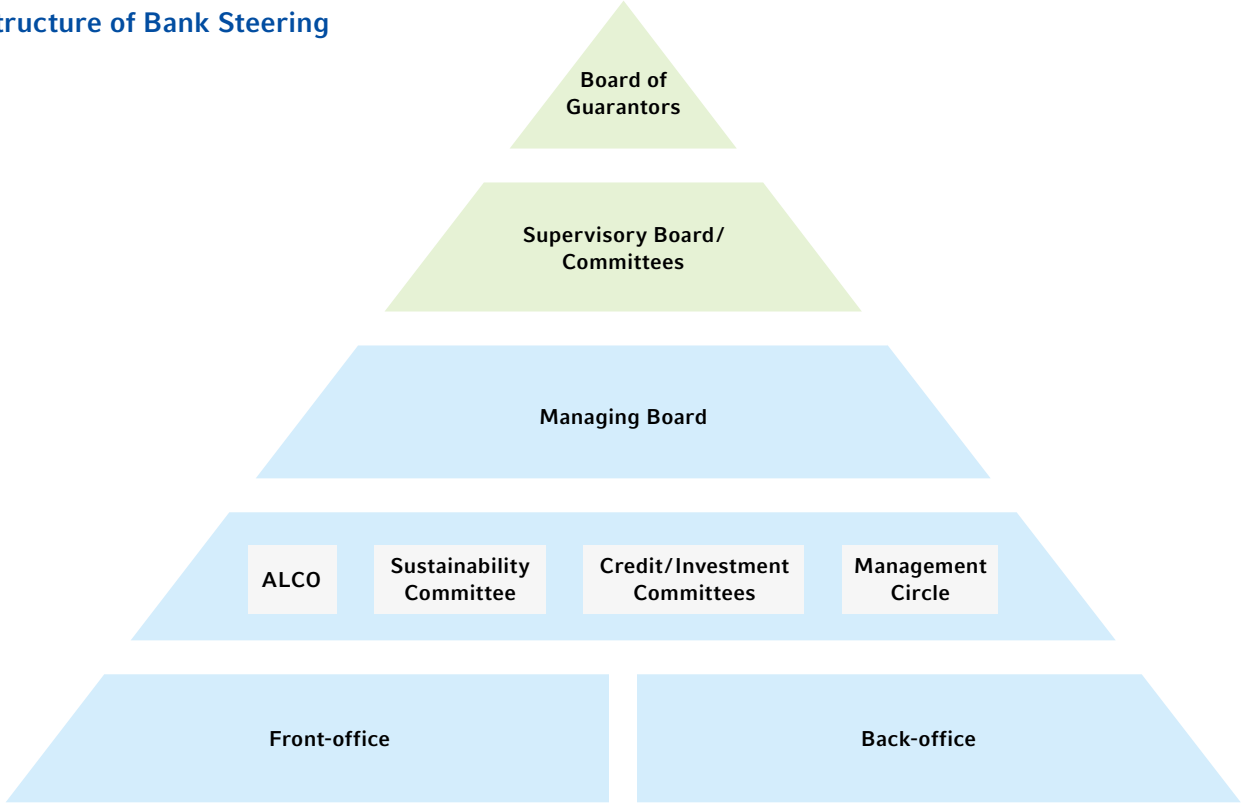 tructure of Bank Steering
Board of
Guarantors
Supervisory Board/
Committees
Managing Board
ALCO
Sustainability
Committee
Credit/Investment
Committees
Management
Circle
Front-office
Back-office